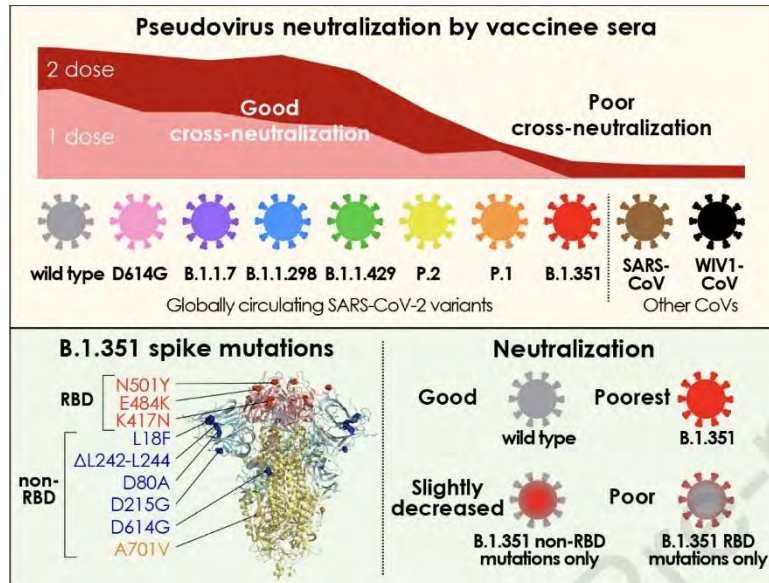 Pseudovirus neutralization by vaccinee sera
2 dose
1 dose
Good
cross-neutralization
Poor
cross-neutralization
wild type D614G B.1.1.7 B.1.1.298 B.1.1.429 P.2 P.1 B.1.351 SARS-CoV WIV1-CoV
Globally circulating SARS-CoV-2 variants Other CoVs
B.1.351 spike mutations
RBD
N501Y
E484K
K417N
non-RBD
L18F
ΔL242-L244
D80A
D215G
D614G
A701V
Neutralization
Good
wild type
Poorest
B.1.351
Slightly
decreased
B.1.351 non-RBD
mutations only
Poor
B.1.351 RBD
mutations only